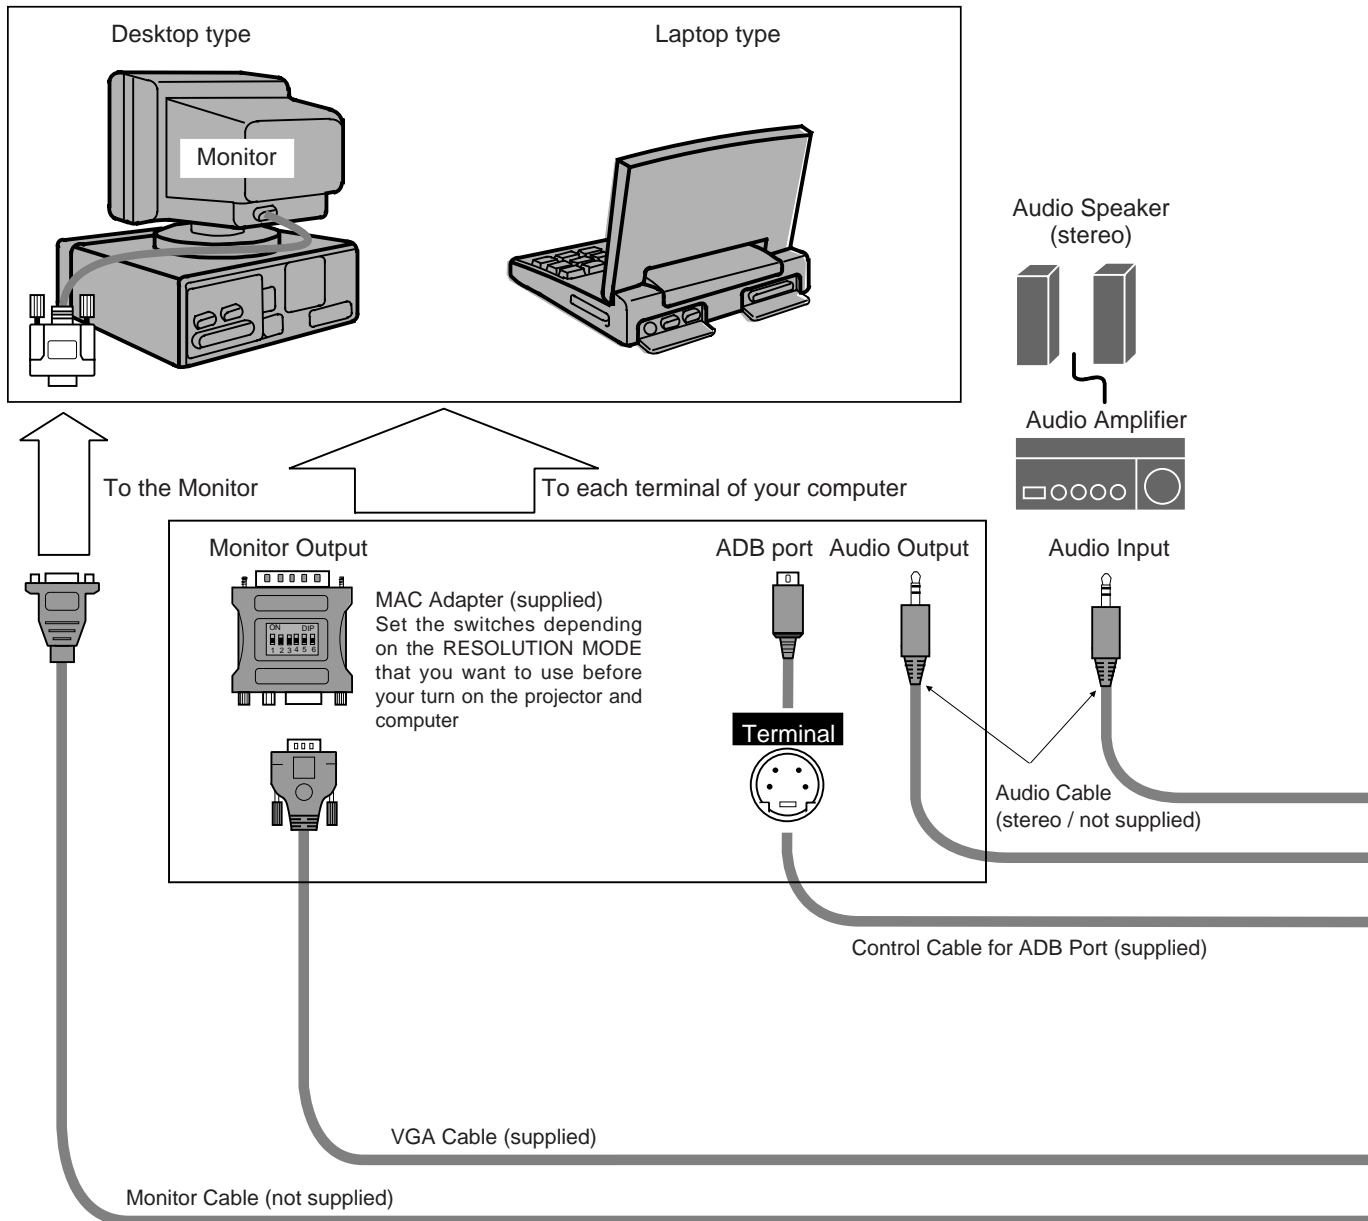 Desktop type
Laptop type
Monitor
Audio Speaker
(stereo)
Audio Amplifier
To the Monitor
To each terminal of your computer
Monitor Output
ADB port
Audio Output
Audio Input
MAC Adapter (supplied)
Set the switches depending
on the RESOLUTION MODE
that you want to use before
your turn on the projector and
computer
ON DIP
1 2 3 4 5 6
Terminal
Audio Cable
(stereo / not supplied)
Control Cable for ADB Port (supplied)
VGA Cable (supplied)
Monitor Cable (not supplied)